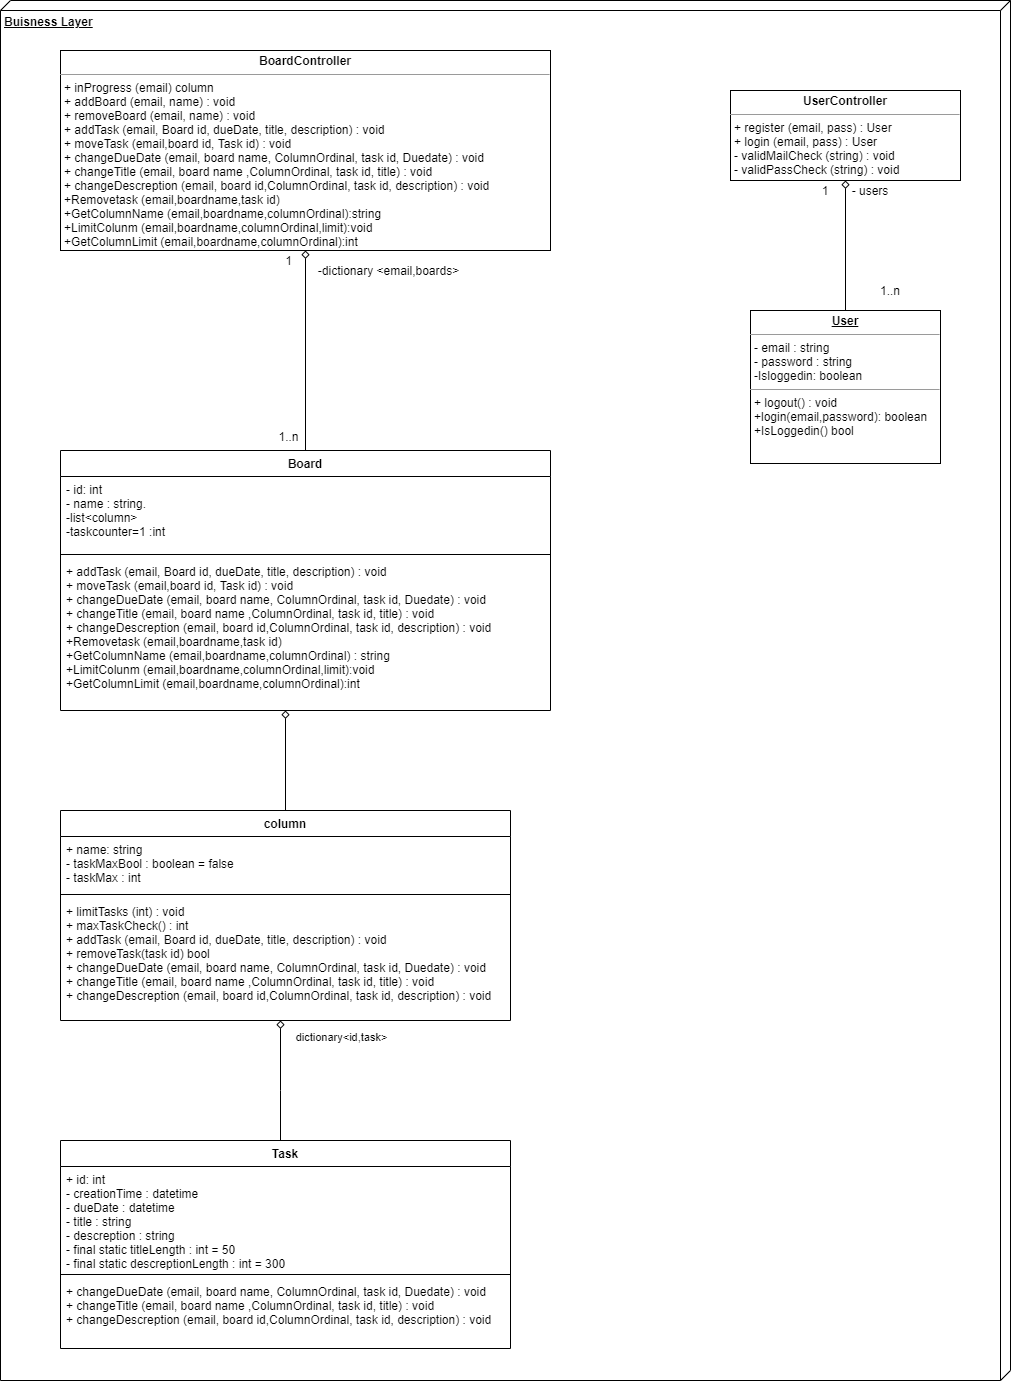 Buisness Layer
BoardController
+ inProgress (email) column
+ addBoard (email, name) : void
+ removeBoard (email, name) : void
+ addTask (email, Board id, dueDate, title, description) : void
+ moveTask (email,board id, Task id) : void
+ changeDueDate (email, board name, ColumnOrdinal, task id, Duedate) : void
+ changeTitle (email, board name ,ColumnOrdinal, task id, title) : void
+ changeDescreption (email, board id,ColumnOrdinal, task id, description) : void
+Removetask (email,boardname,task id)
+GetColumnName (email,boardname,columnOrdinal):string
+LimitColunm (email,boardname,columnOrdinal,limit):void
+GetColumnLimit (email,boardname,columnOrdinal):int
1
-dictionary <email,boards>
1..n
UserController
+ register (email, pass) : User
+ login (email, pass) : User
- validMailCheck (string) : void
- validPassCheck (string) : void
1
- users
1..n
User
- email : string
- password : string
-Isloggedin: boolean
+ logout() : void
+login(email,password): boolean
+IsLoggedin() bool
Board
- id: int
- name : string.
-list<column>
-taskcounter=1 :int
+ addTask (email, Board id, dueDate, title, description) : void
+ moveTask (email,board id, Task id) : void
+ changeDueDate (email, board name, ColumnOrdinal, task id, Duedate) : void
+ changeTitle (email, board name ,ColumnOrdinal, task id, title) : void
+ changeDescreption (email, board id,ColumnOrdinal, task id, description) : void
+Removetask (email,boardname,task id)
+GetColumnName (email,boardname,columnOrdinal) : string
+LimitColunm (email,boardname,columnOrdinal,limit):void
+GetColumnLimit (email,boardname,columnOrdinal):int
column
+ name: string
- taskMaxBool : boolean = false
- taskMax : int
+ limitTasks (int) : void
+ maxTaskCheck() : int
+ addTask (email, Board id, dueDate, title, description) : void
+ removeTask(task id) bool
+ changeDueDate (email, board name, ColumnOrdinal, task id, Duedate) : void
+ changeTitle (email, board name ,ColumnOrdinal, task id, title) : void
+ changeDescreption (email, board id,ColumnOrdinal, task id, description) : void
dictionary<id,task>
Task
+ id: int
- creationTime : datetime
- dueDate : datetime
- title : string
- descreption : string
- final static titleLength : int = 50
- final static descreptionLength : int = 300
+ changeDueDate (email, board name, ColumnOrdinal, task id, Duedate) : void
+ changeTitle (email, board name ,ColumnOrdinal, task id, title) : void
+ changeDescreption (email, board id,ColumnOrdinal, task id, description) : void